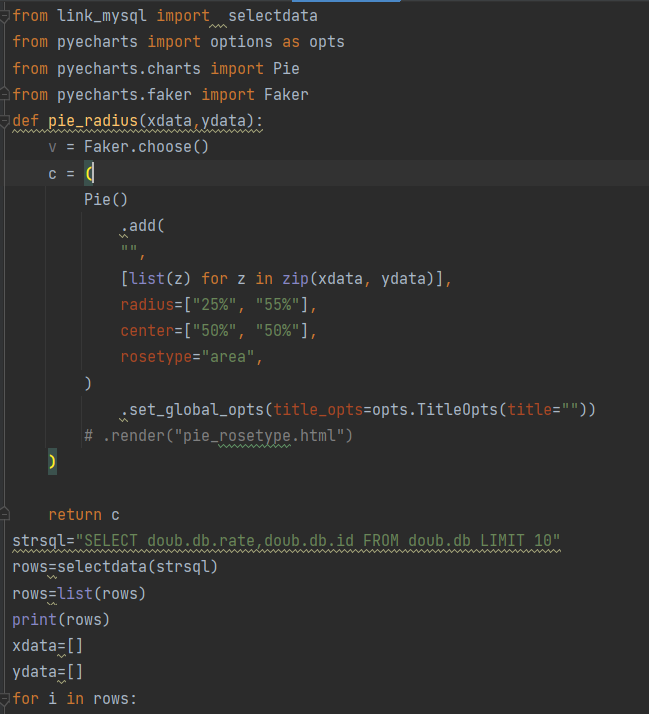 from link_mysql import  selectdata
from pyecharts import options as opts
from pyecharts.charts import Pie
from pyecharts.faker import Faker
def pie_radius(xdata,ydata):
    v = Faker.choose()
    c = (
        Pie()
            .add(
            "",
            [list(z) for z in zip(xdata, ydata)],
            radius=["25%", "55%"],
            center=["50%", "50%"],
            rosetype="area",
        )
            .set_global_opts(title_opts=opts.TitleOpts(title=""))
        # .render("pie_rosetype.html")
    )
    return c
strsql="SELECT doub.db.rate,doub.db.id FROM doub.db LIMIT 10"
rows=selectdata(strsql)
rows=list(rows)
print(rows)
xdata=[]
ydata=[]
for i in rows: